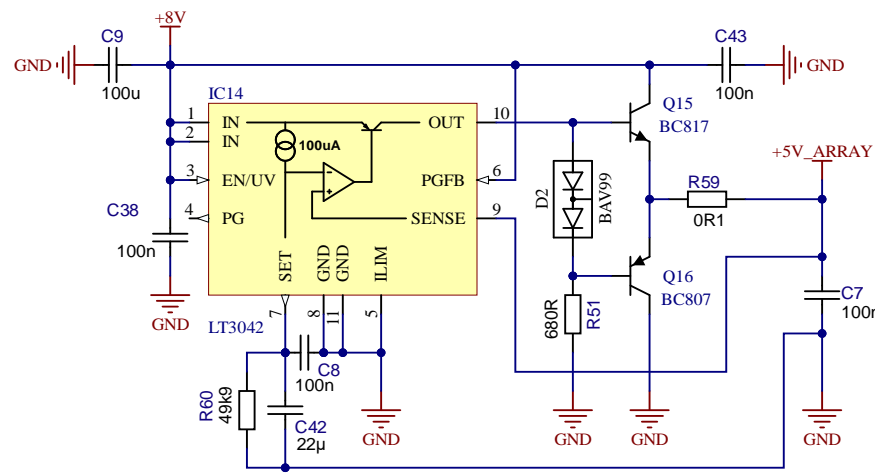 +8V
C9
GND
100u
C43
GND
100n
IC14
1
IN
2
IN
100uA
OUT
10
3
EN/UV
PGFB
6
4
PG
SENSE
9
SET
GND
GND
ILIM
7
8
11
5
LT3042
C38
100n
GND
D2
BAV99
Q15
BC817
R59
0R1
+5V_ARRAY
Q16
BC807
680R
R51
C7
100n
GND
GND
GND
GND
C8
100n
R60
49k9
C42
22µ